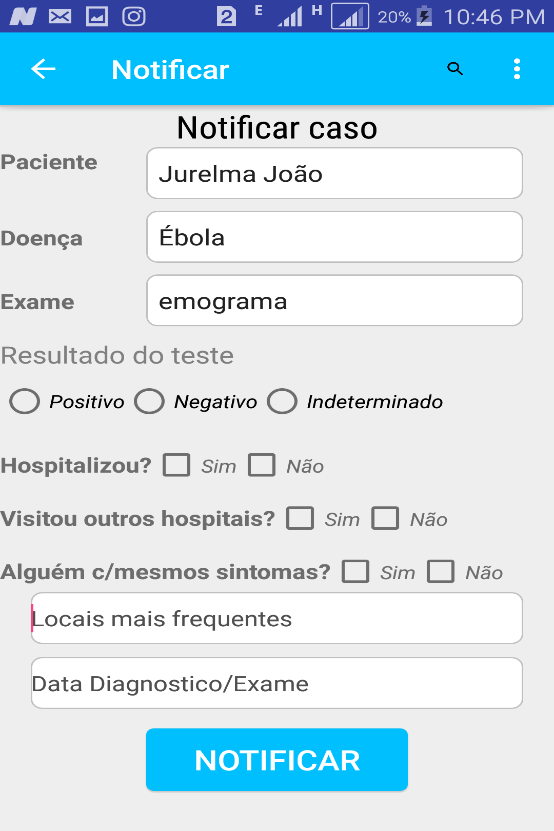 2 E H 20% 10:46 PM
Notificar
Notificar caso
Paciente Jurelma João
Doença Ébola
Exame emograma
Resultado do teste
Positivo Negativo Indeterminado
Hospitalizou? Sim Não
Visitou outros hospitais? Sim Não
Alguém c/mesmos sintomas? Sim Não
Locais mais frequentes
Data Diagnostico/Exame
NOTIFICAR